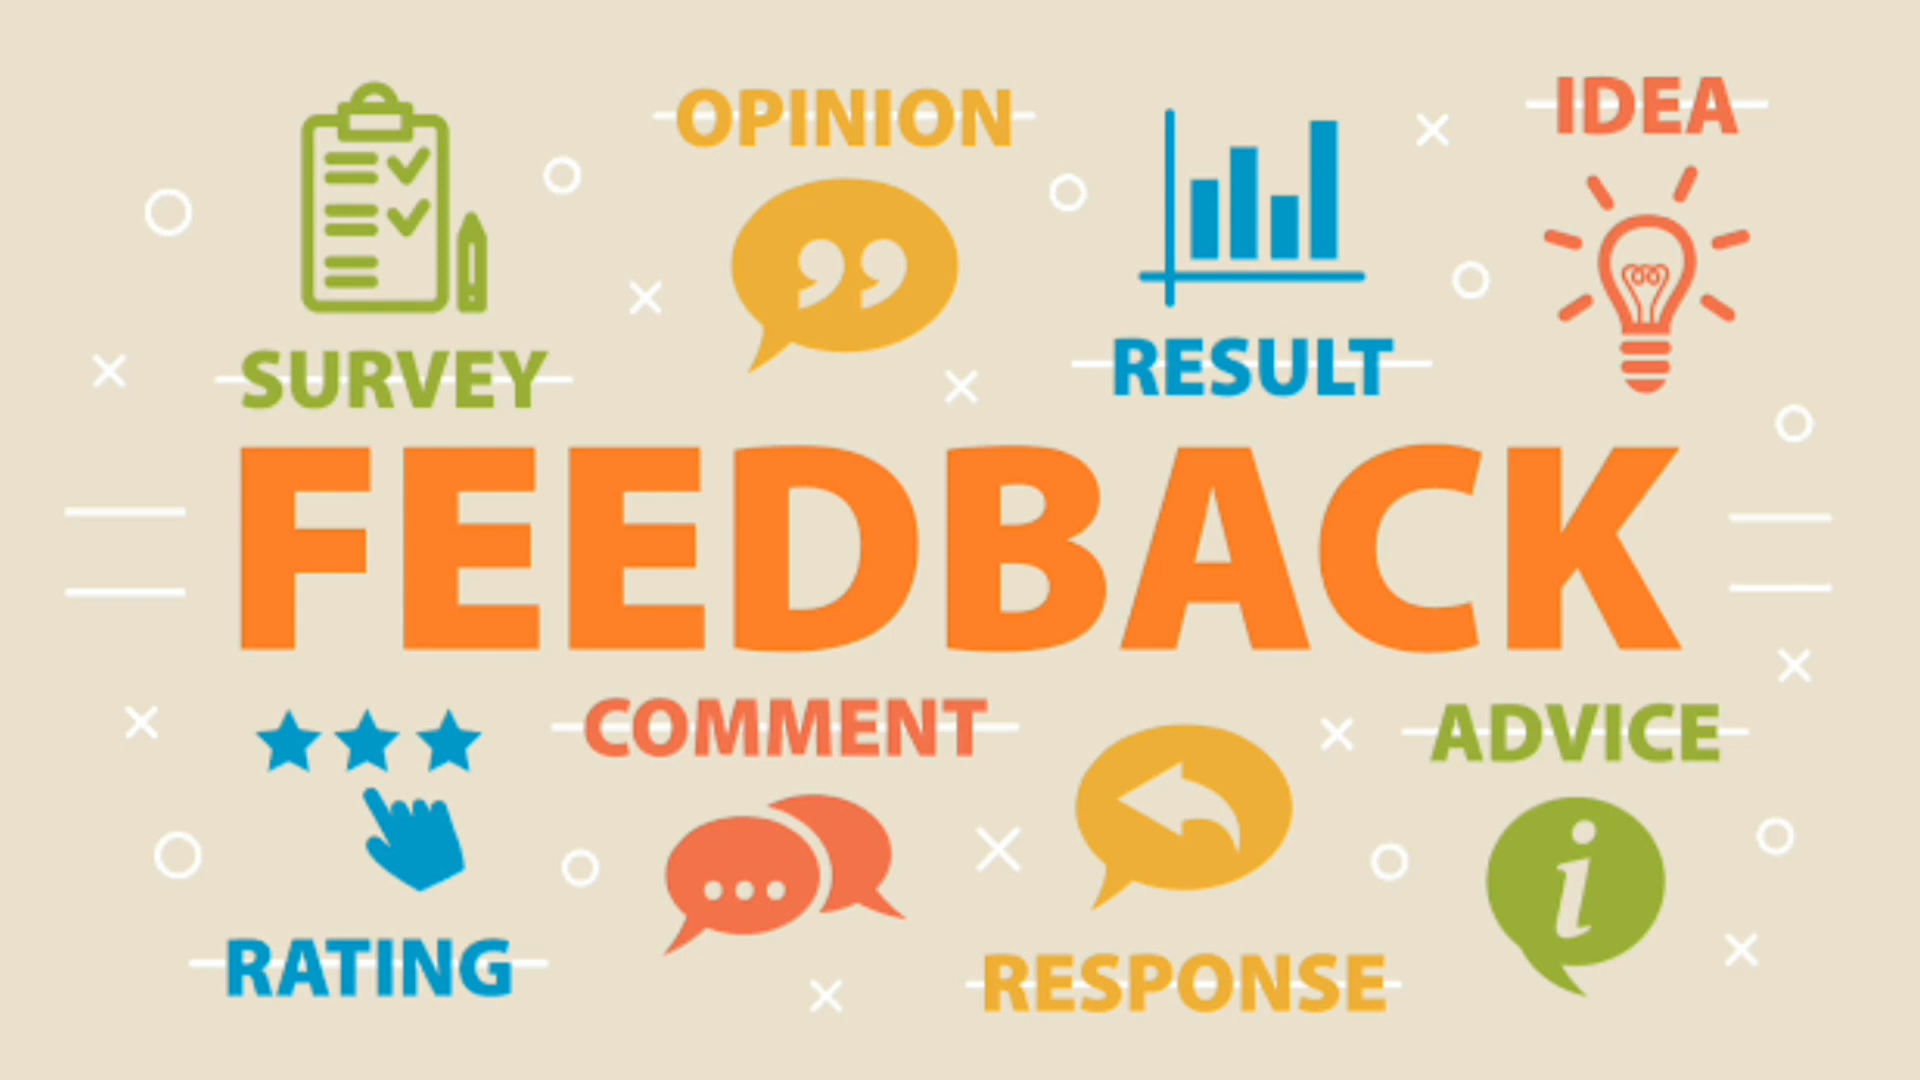 OPINION
IDEA
SURVEY
RESULT
FEEDBACK
COMMENT
ADVICE
i
RATING
RESPONSE